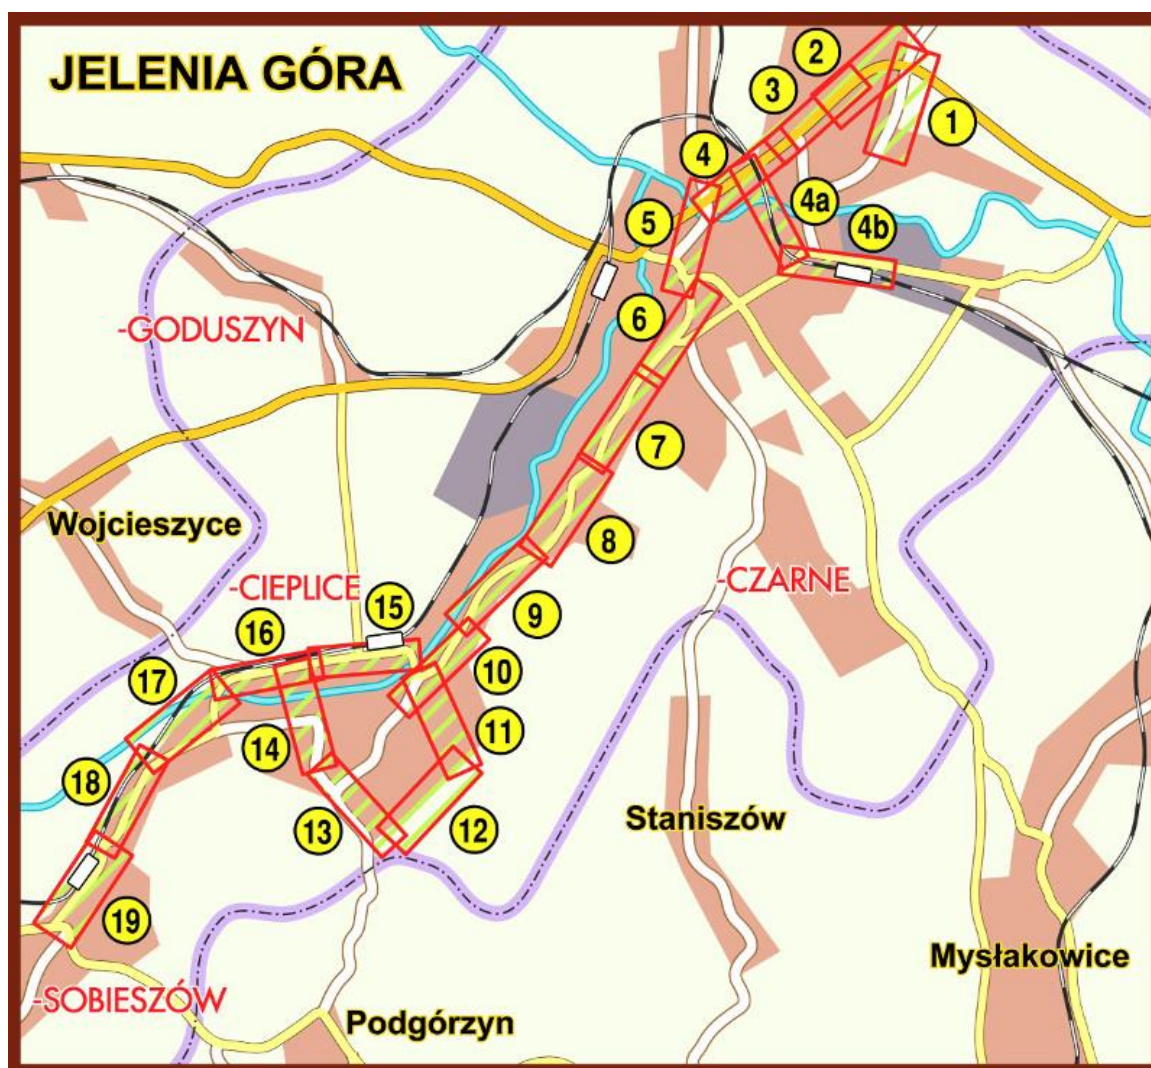 JELENIA GÓRA
2
3
1
4
4a
5
4b
6
-GODUSZYN
7
Wojcieszyce
8
-CIEPLICE
-CZARNE
15
9
16
10
17
11
14
18
13
12
Staniszów
19
Mysłakowice
-SOBIESZÓW
Podgórzyn